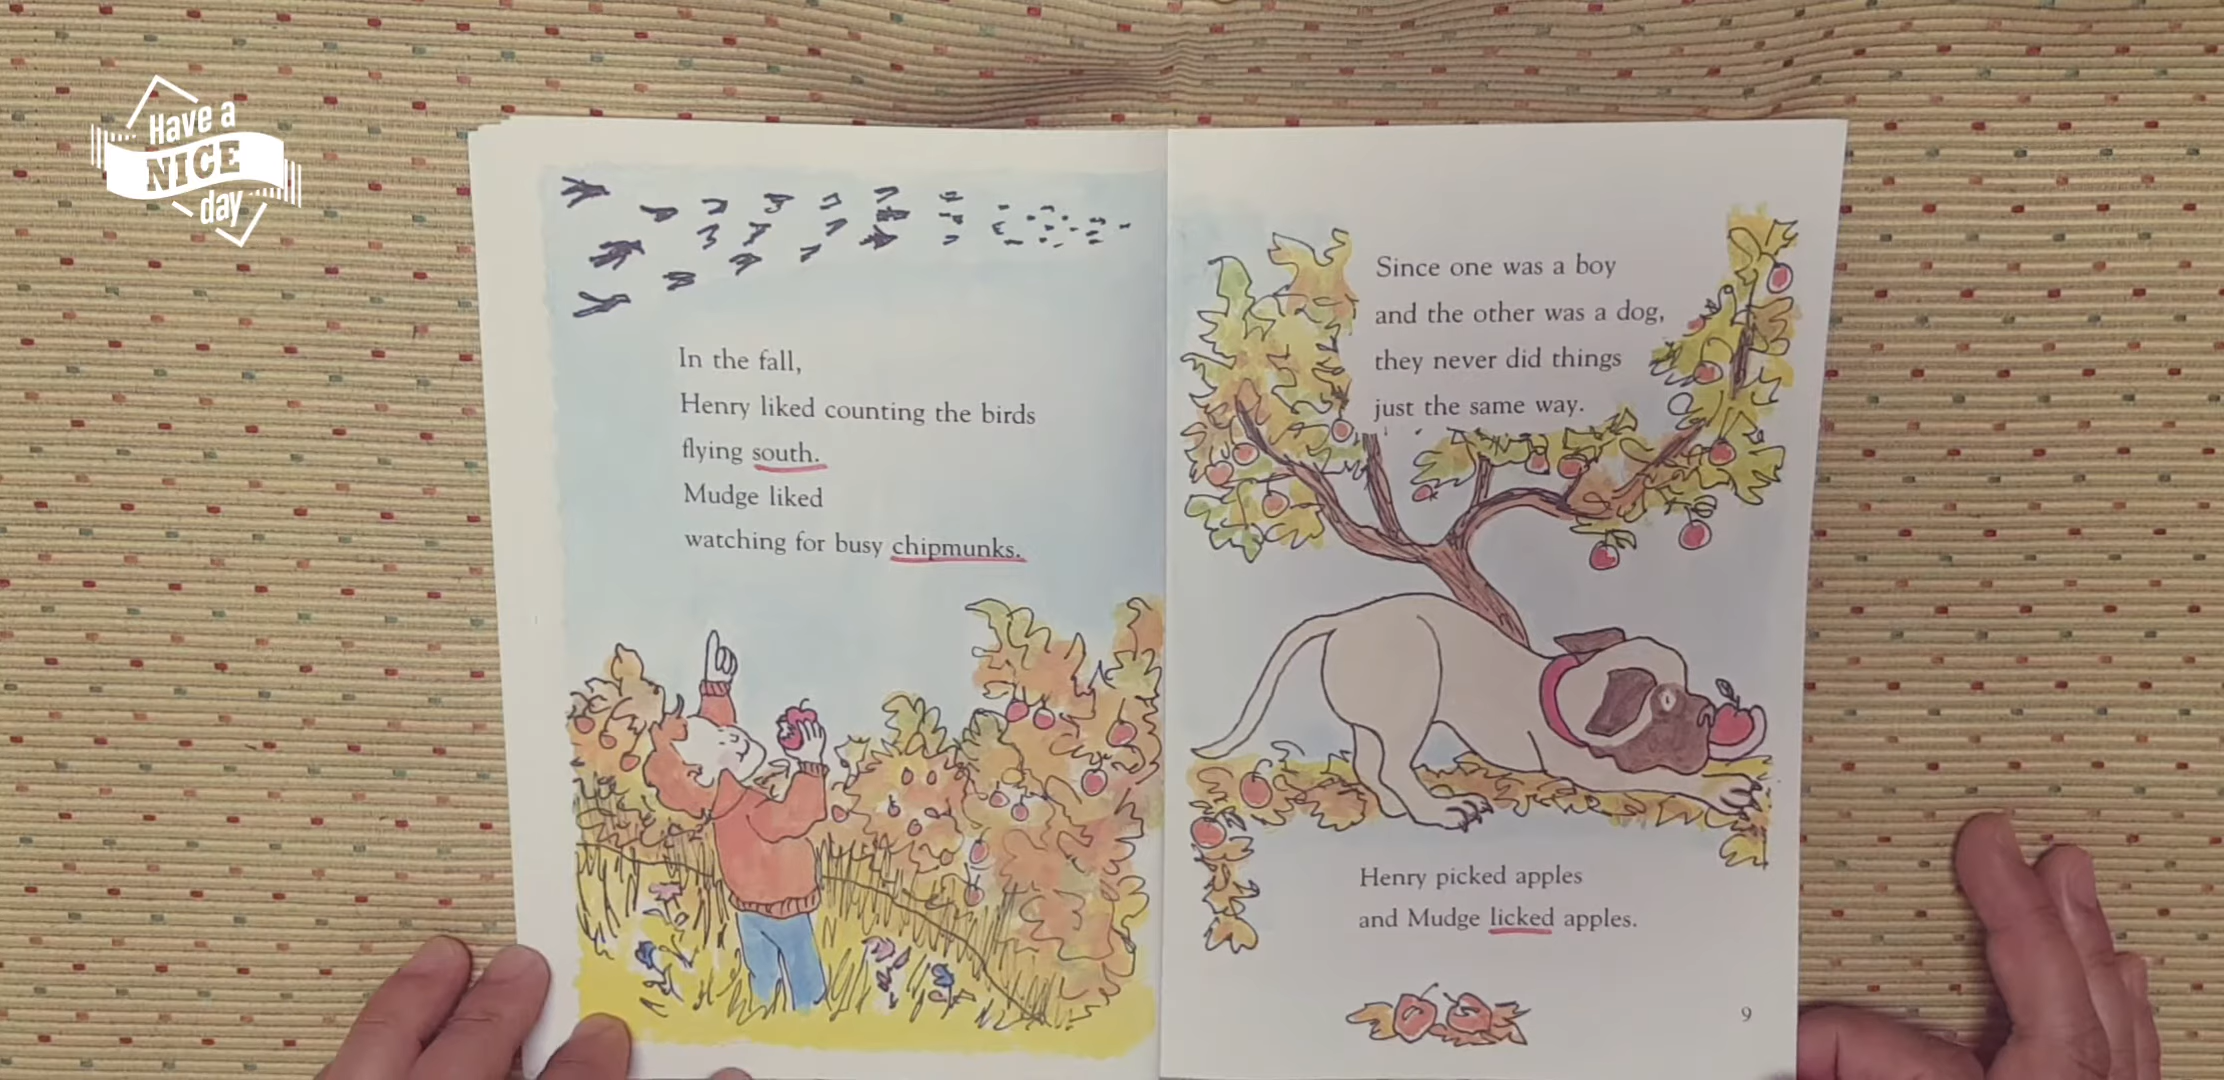 Have a
NICE
day
In the fall,
Henry liked counting the birds
flying south.
Mudge liked
watching for busy chipmunks.
Since one was a boy
and the other was a dog,
they never did things
just the same way.
Henry picked apples
and Mudge licked apples.
9